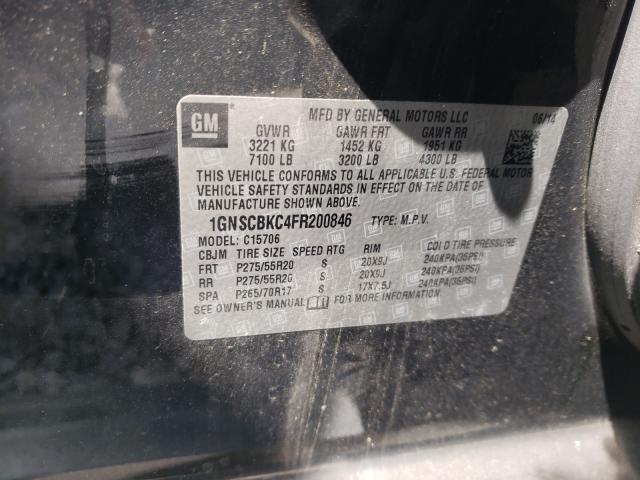 GM
MFD BY GENERAL MOTORS LLC 06/14
GVWR GAWR FRT GAWR RR
3221 KG 1452 KG 1951 KG
7100 LB 3200 LB 4300 LB
THIS VEHICLE CONFORMS TO ALL APPLICABLE U.S. FEDERAL MOTOR
VEHICLE SAFETY STANDARDS IN EFFECT ON THE DATE OF
MANUFACTURE SHOWN ABOVE.
1GNSCBKC4FR200846 TYPE: M.P.V.
MODEL: C15706
CBJM TIRE SIZE SPEED RTG RIM COLD TIRE PRESSURE
FRT P275/55R20 S 20X9J 240KPA(35PSI)
RR P275/55R20 S 20X9J 240KPA(35PSI)
SPA P265/70R17 S 17X7.5J 240KPA(35PSI)
SEE OWNER'S MANUAL FOR MORE INFORMATION.